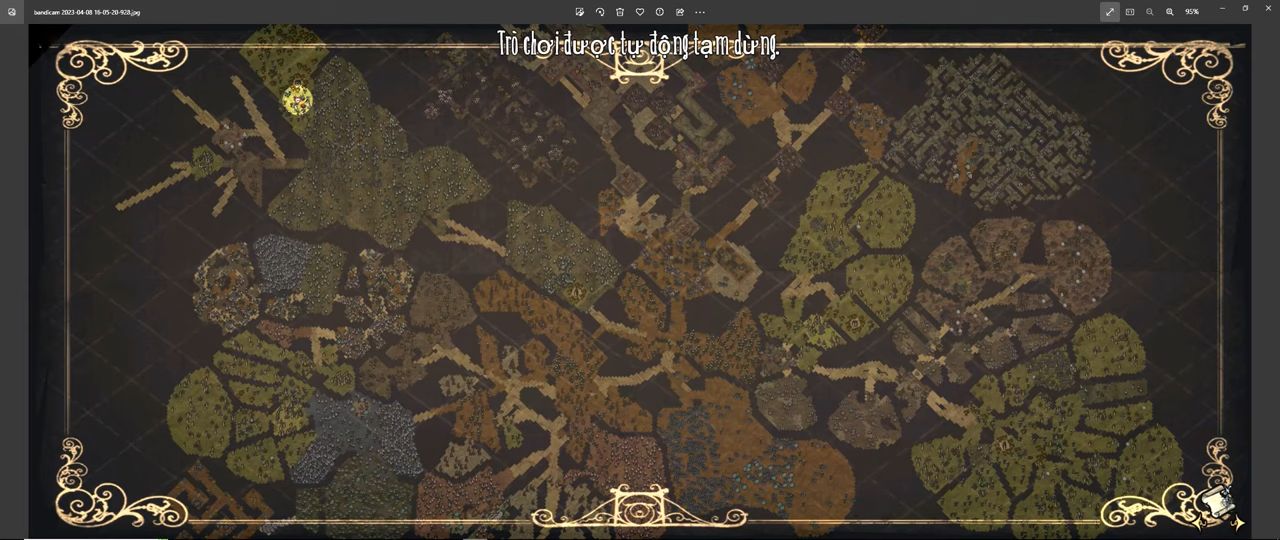 bandicam 2023-04-08 16-05-20-928.jpg
95%
Trò chơi được tự động tạm dừng.